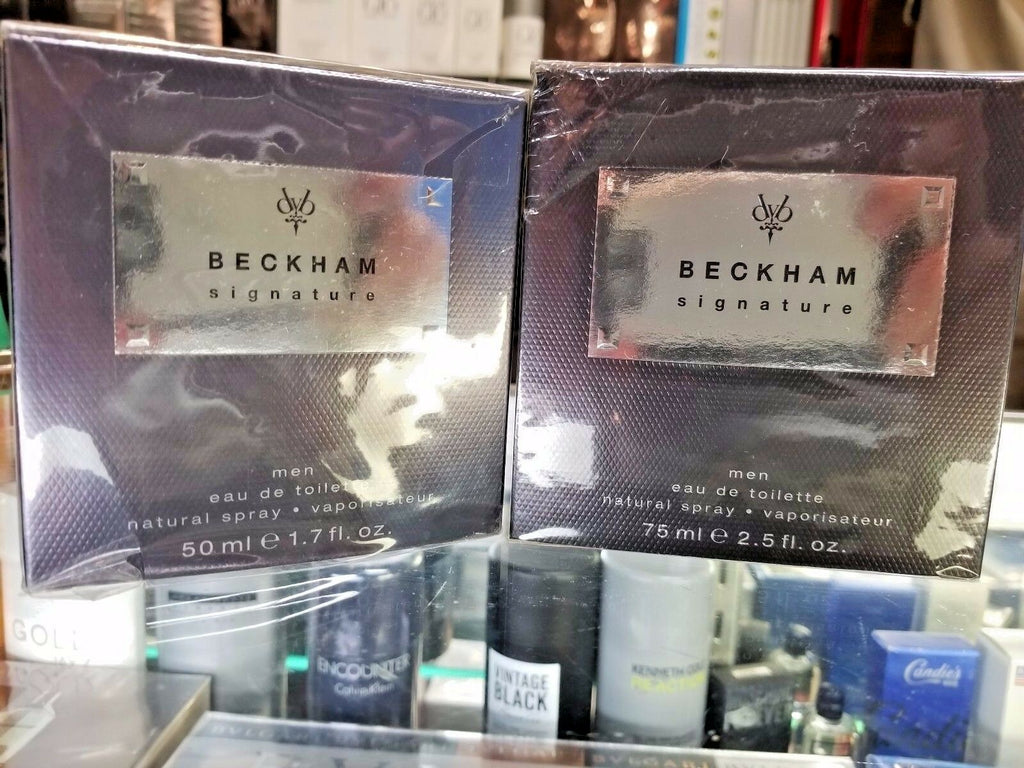 dvb
BECKHAM
signature
men
eau de toilette
natural spray • vaporisateur
50 ml ℮ 1.7 fl. oz.
dvb
BECKHAM
signature
men
eau de toilette
natural spray • vaporisateur
75 ml ℮ 2.5 fl. oz.
ENCOUNTER
Calvin Klein
VINTAGE
BLACK
KENNETH COLE
REACTION
Candie's
BVLGARI